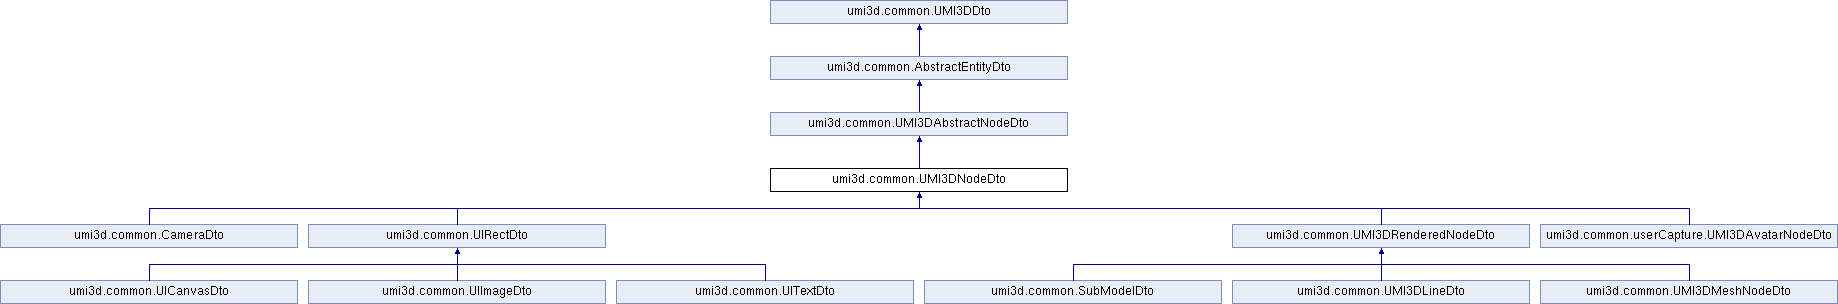 umi3d.common.UMI3DDto
umi3d.common.AbstractEntityDto
umi3d.common.UMI3DAbstractNodeDto
umi3d.common.UMI3DNodeDto
umi3d.common.CameraDto
umi3d.common.UIRectDto
umi3d.common.UMI3DRenderedNodeDto
umi3d.common.userCapture.UMI3DAvatarNodeDto
umi3d.common.UICanvasDto
umi3d.common.UIImageDto
umi3d.common.UITextDto
umi3d.common.SubModelDto
umi3d.common.UMI3DLineDto
umi3d.common.UMI3DMeshNodeDto